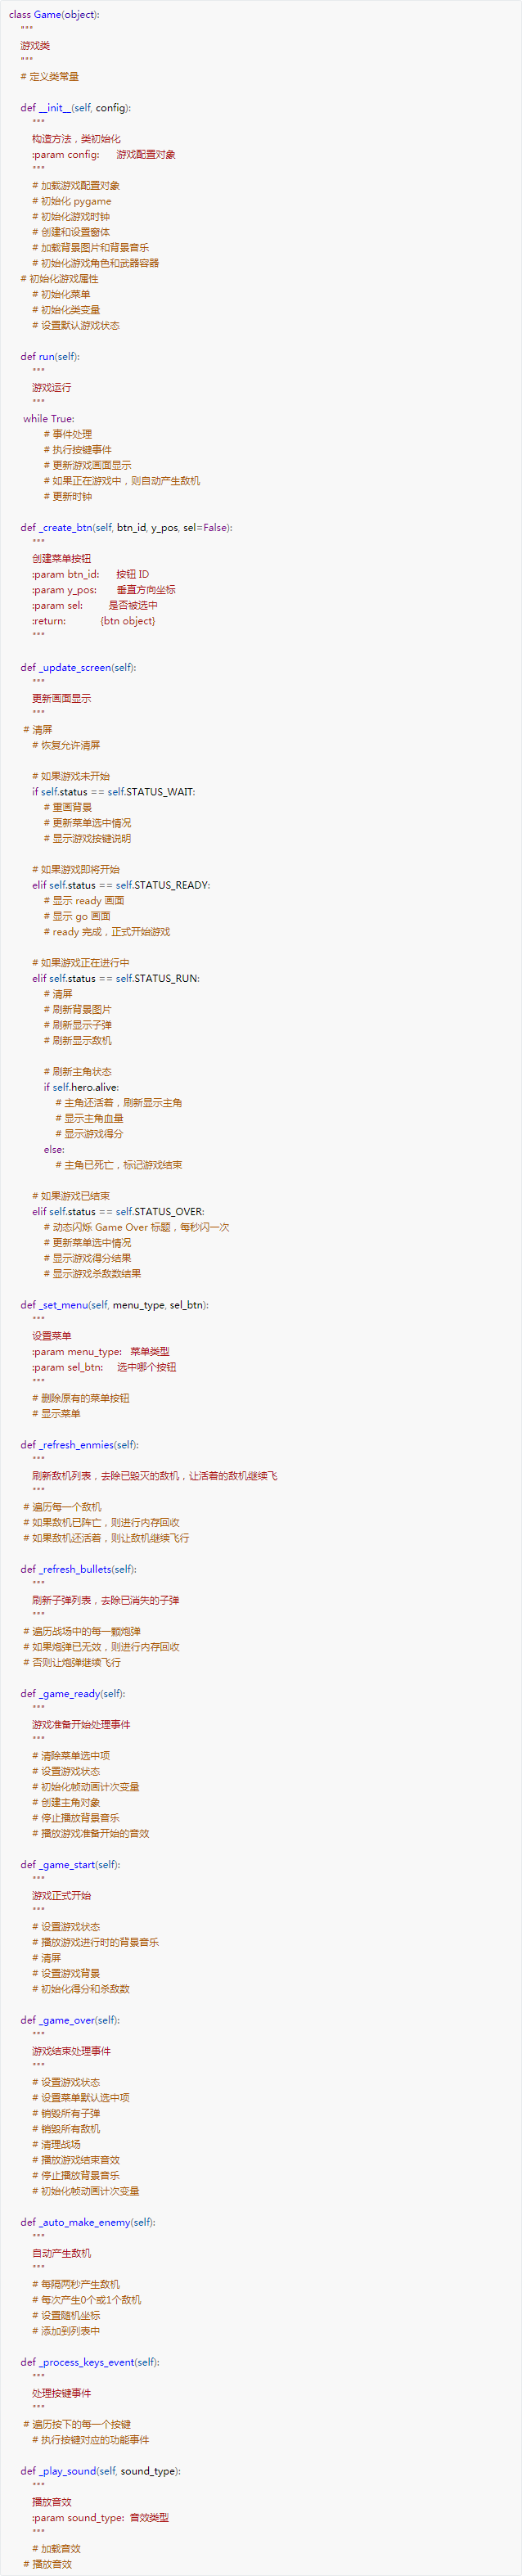 class Game(object):
"""
游戏类
"""
# 定义类常量
def __init__(self, config):
"""
构造方法，类初始化
:param config: 游戏配置对象
"""
# 加载游戏配置对象
# 初始化 pygame
# 初始化游戏时钟
# 创建和设置窗体
# 加载背景图片和背景音乐
# 初始化游戏角色和武器容器
# 初始化游戏属性
# 初始化菜单
# 初始化类变量
# 设置默认游戏状态
def run(self):
"""
游戏运行
"""
while True:
# 事件处理
# 执行按键事件
# 更新游戏画面显示
# 如果正在游戏中，则自动产生敌机
# 更新时钟
def _create_btn(self, btn_id, y_pos, sel=False):
"""
创建菜单按钮
:param btn_id: 按钮 ID
:param y_pos: 垂直方向坐标
:param sel: 是否被选中
:return: {btn object}
"""
def _update_screen(self):
"""
更新画面显示
"""
# 清屏
# 恢复允许清屏
# 如果游戏未开始
if self.status == self.STATUS_WAIT:
# 重画背景
# 更新菜单选中情况
# 显示游戏按键说明
# 如果游戏即将开始
elif self.status == self.STATUS_READY:
# 显示 ready 画面
# 显示 go 画面
# ready 完成，正式开始游戏
# 如果游戏正在进行中
elif self.status == self.STATUS_RUN:
# 清屏
# 刷新背景图片
# 刷新显示子弹
# 刷新显示敌机
# 刷新主角状态
if self.hero.alive:
# 主角还活着，刷新显示主角
# 显示主角血量
# 显示游戏得分
else:
# 主角已死亡，标记游戏结束
# 如果游戏已结束
elif self.status == self.STATUS_OVER:
# 动态闪烁 Game Over 标题，每秒闪一次
# 更新菜单选中情况
# 显示游戏得分结果
# 显示游戏杀敌数结果
def _set_menu(self, menu_type, sel_btn):
"""
设置菜单
:param menu_type: 菜单类型
:param sel_btn: 选中哪个按钮
"""
# 删除原有的菜单按钮
# 显示菜单
def _refresh_enmies(self):
"""
刷新敌机列表，去除已毁灭的敌机，让活着的敌机继续飞
"""
# 遍历每一个敌机
# 如果敌机已阵亡，则进行内存回收
# 如果敌机还活着，则让敌机继续飞行
def _refresh_bullets(self):
"""
刷新子弹列表，去除已消失的子弹
"""
# 遍历战场中的每一颗炮弹
# 如果炮弹已无效，则进行内存回收
# 否则让炮弹继续飞行
def _game_ready(self):
"""
游戏准备开始处理事件
"""
# 清除菜单选中项
# 设置游戏状态
# 初始化帧动画计次变量
# 创建主角对象
# 停止播放背景音乐
# 播放游戏准备开始的音效
def _game_start(self):
"""
游戏正式开始
"""
# 设置游戏状态
# 播放游戏进行时的背景音乐
# 清屏
# 设置游戏背景
# 初始化得分和杀敌数
def _game_over(self):
"""
游戏结束处理事件
"""
# 设置游戏状态
# 设置菜单默认选中项
# 销毁所有子弹
# 销毁所有敌机
# 清理战场
# 播放游戏结束音效
# 停止播放背景音乐
# 初始化帧动画计次变量
def _auto_make_enemy(self):
"""
自动产生敌机
"""
# 每隔两秒产生敌机
# 每次产生0个或1个敌机
# 设置随机坐标
# 添加到列表中
def _process_keys_event(self):
"""
处理按键事件
"""
# 遍历按下的每一个按键
# 执行按键对应的功能事件
def _play_sound(self, sound_type):
"""
播放音效
:param sound_type: 音效类型
"""
# 加载音效
# 播放音效